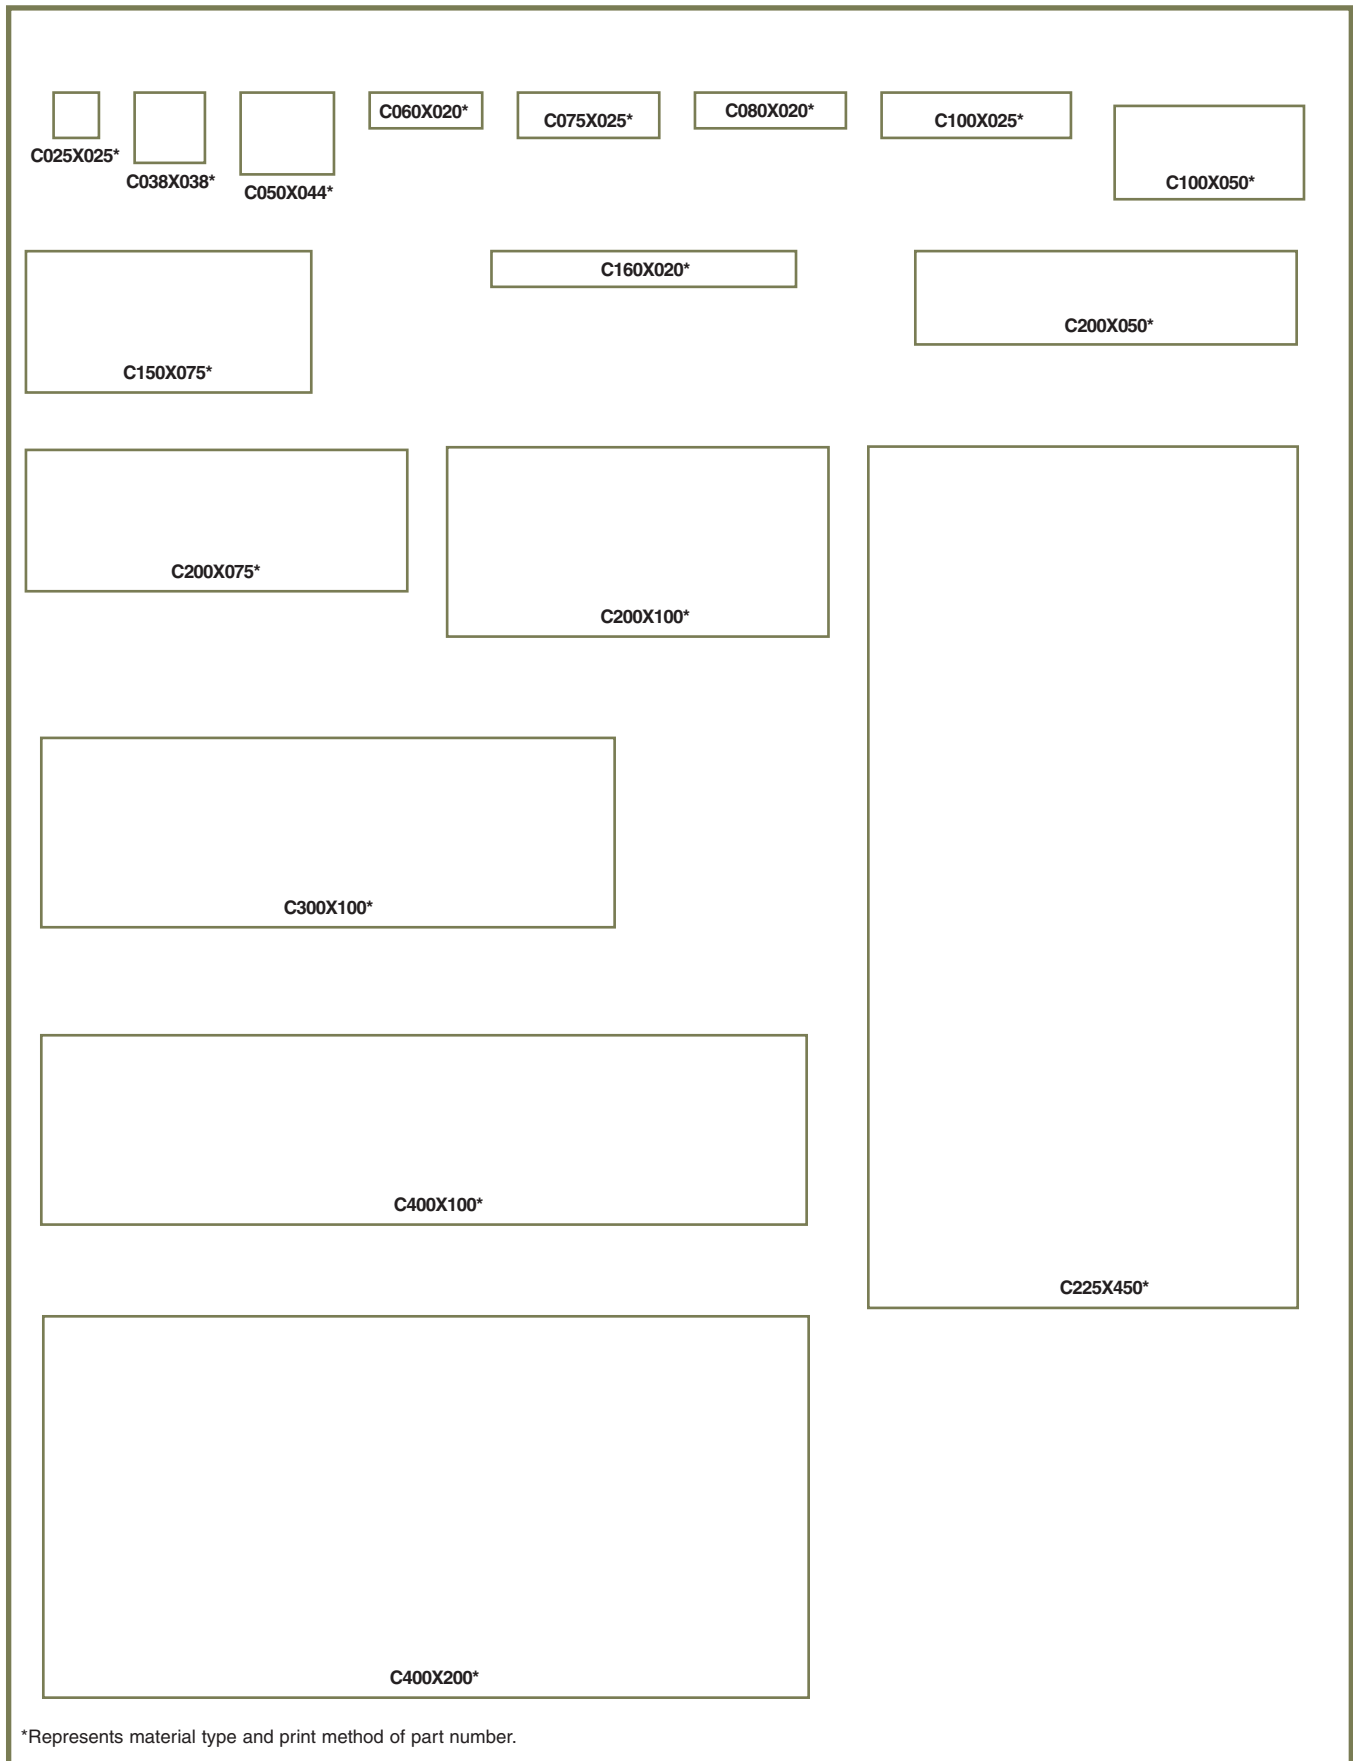 C060X020*
C075X025*
C080X020*
C100X025*
C025X025*
C038X038*
C050X044*
C100X050*
C160X020*
C200X050*
C150X075*
C200X075*
C200X100*
C300X100*
C400X100*
C225X450*
C400X200*
*Represents material type and print method of part number.